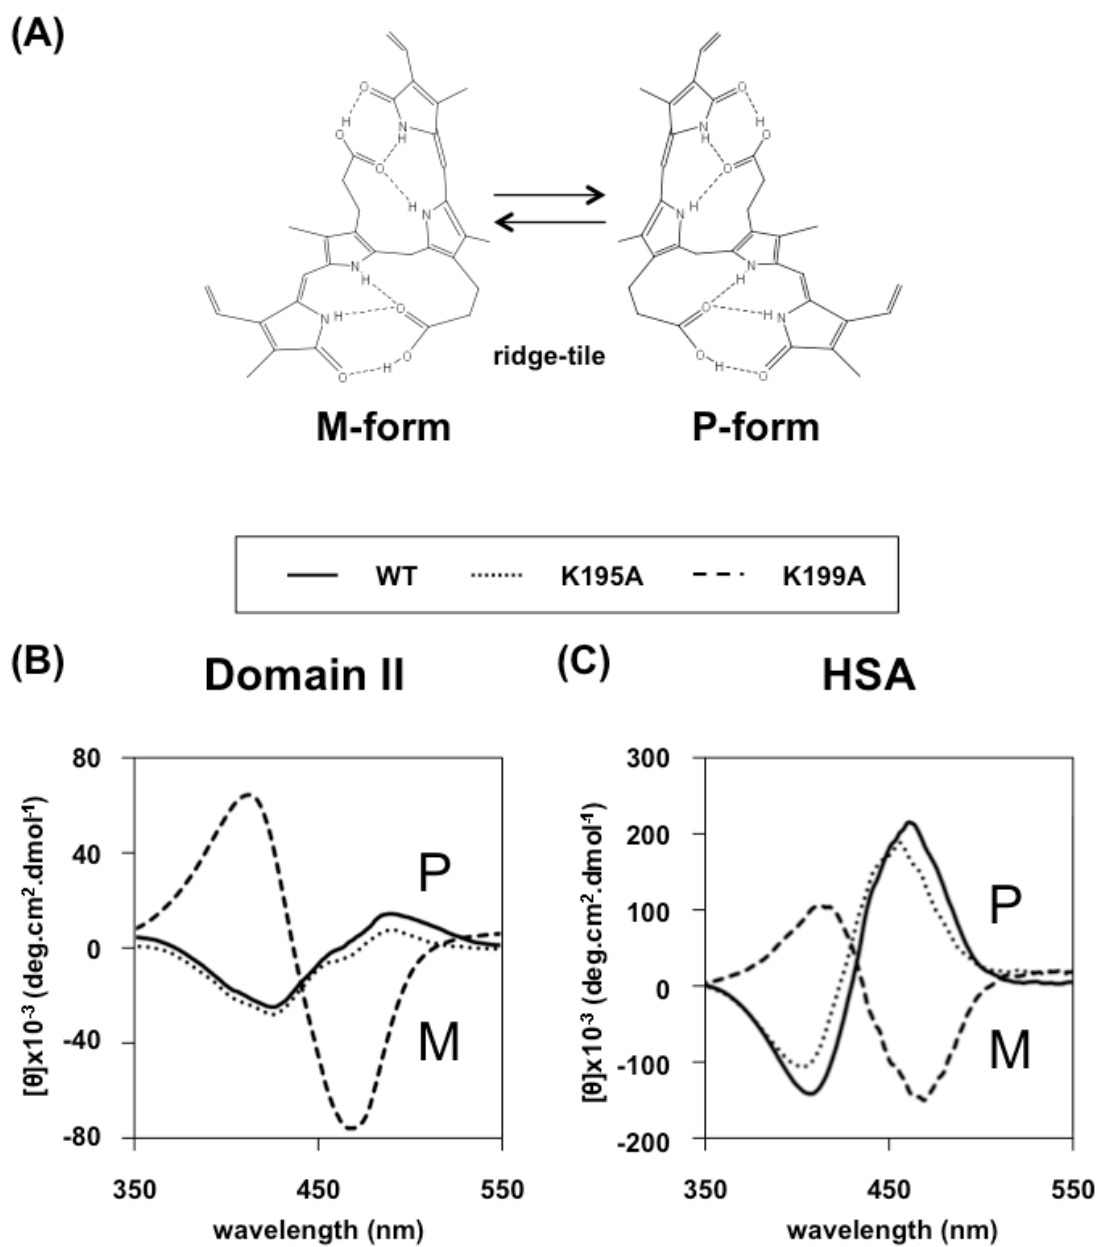 (A)
O
H
O
N
H
O
H
N
N
H
N
H
O
O
H
O
ridge-tile
O
H
O
N
H
O
N
H
H
N
O
H
N
O
H
O
M-form
P-form
WT
K195A
K199A
(B)
Domain II
(C)
HSA
80
40
0
-40
-80
[θ]x10-3 (deg.cm2.dmol-1)
P
M
350
450
550
wavelength (nm)
300
200
100
0
-100
-200
[θ]x10-3 (deg.cm2.dmol-1)
P
M
350
450
550
wavelength (nm)